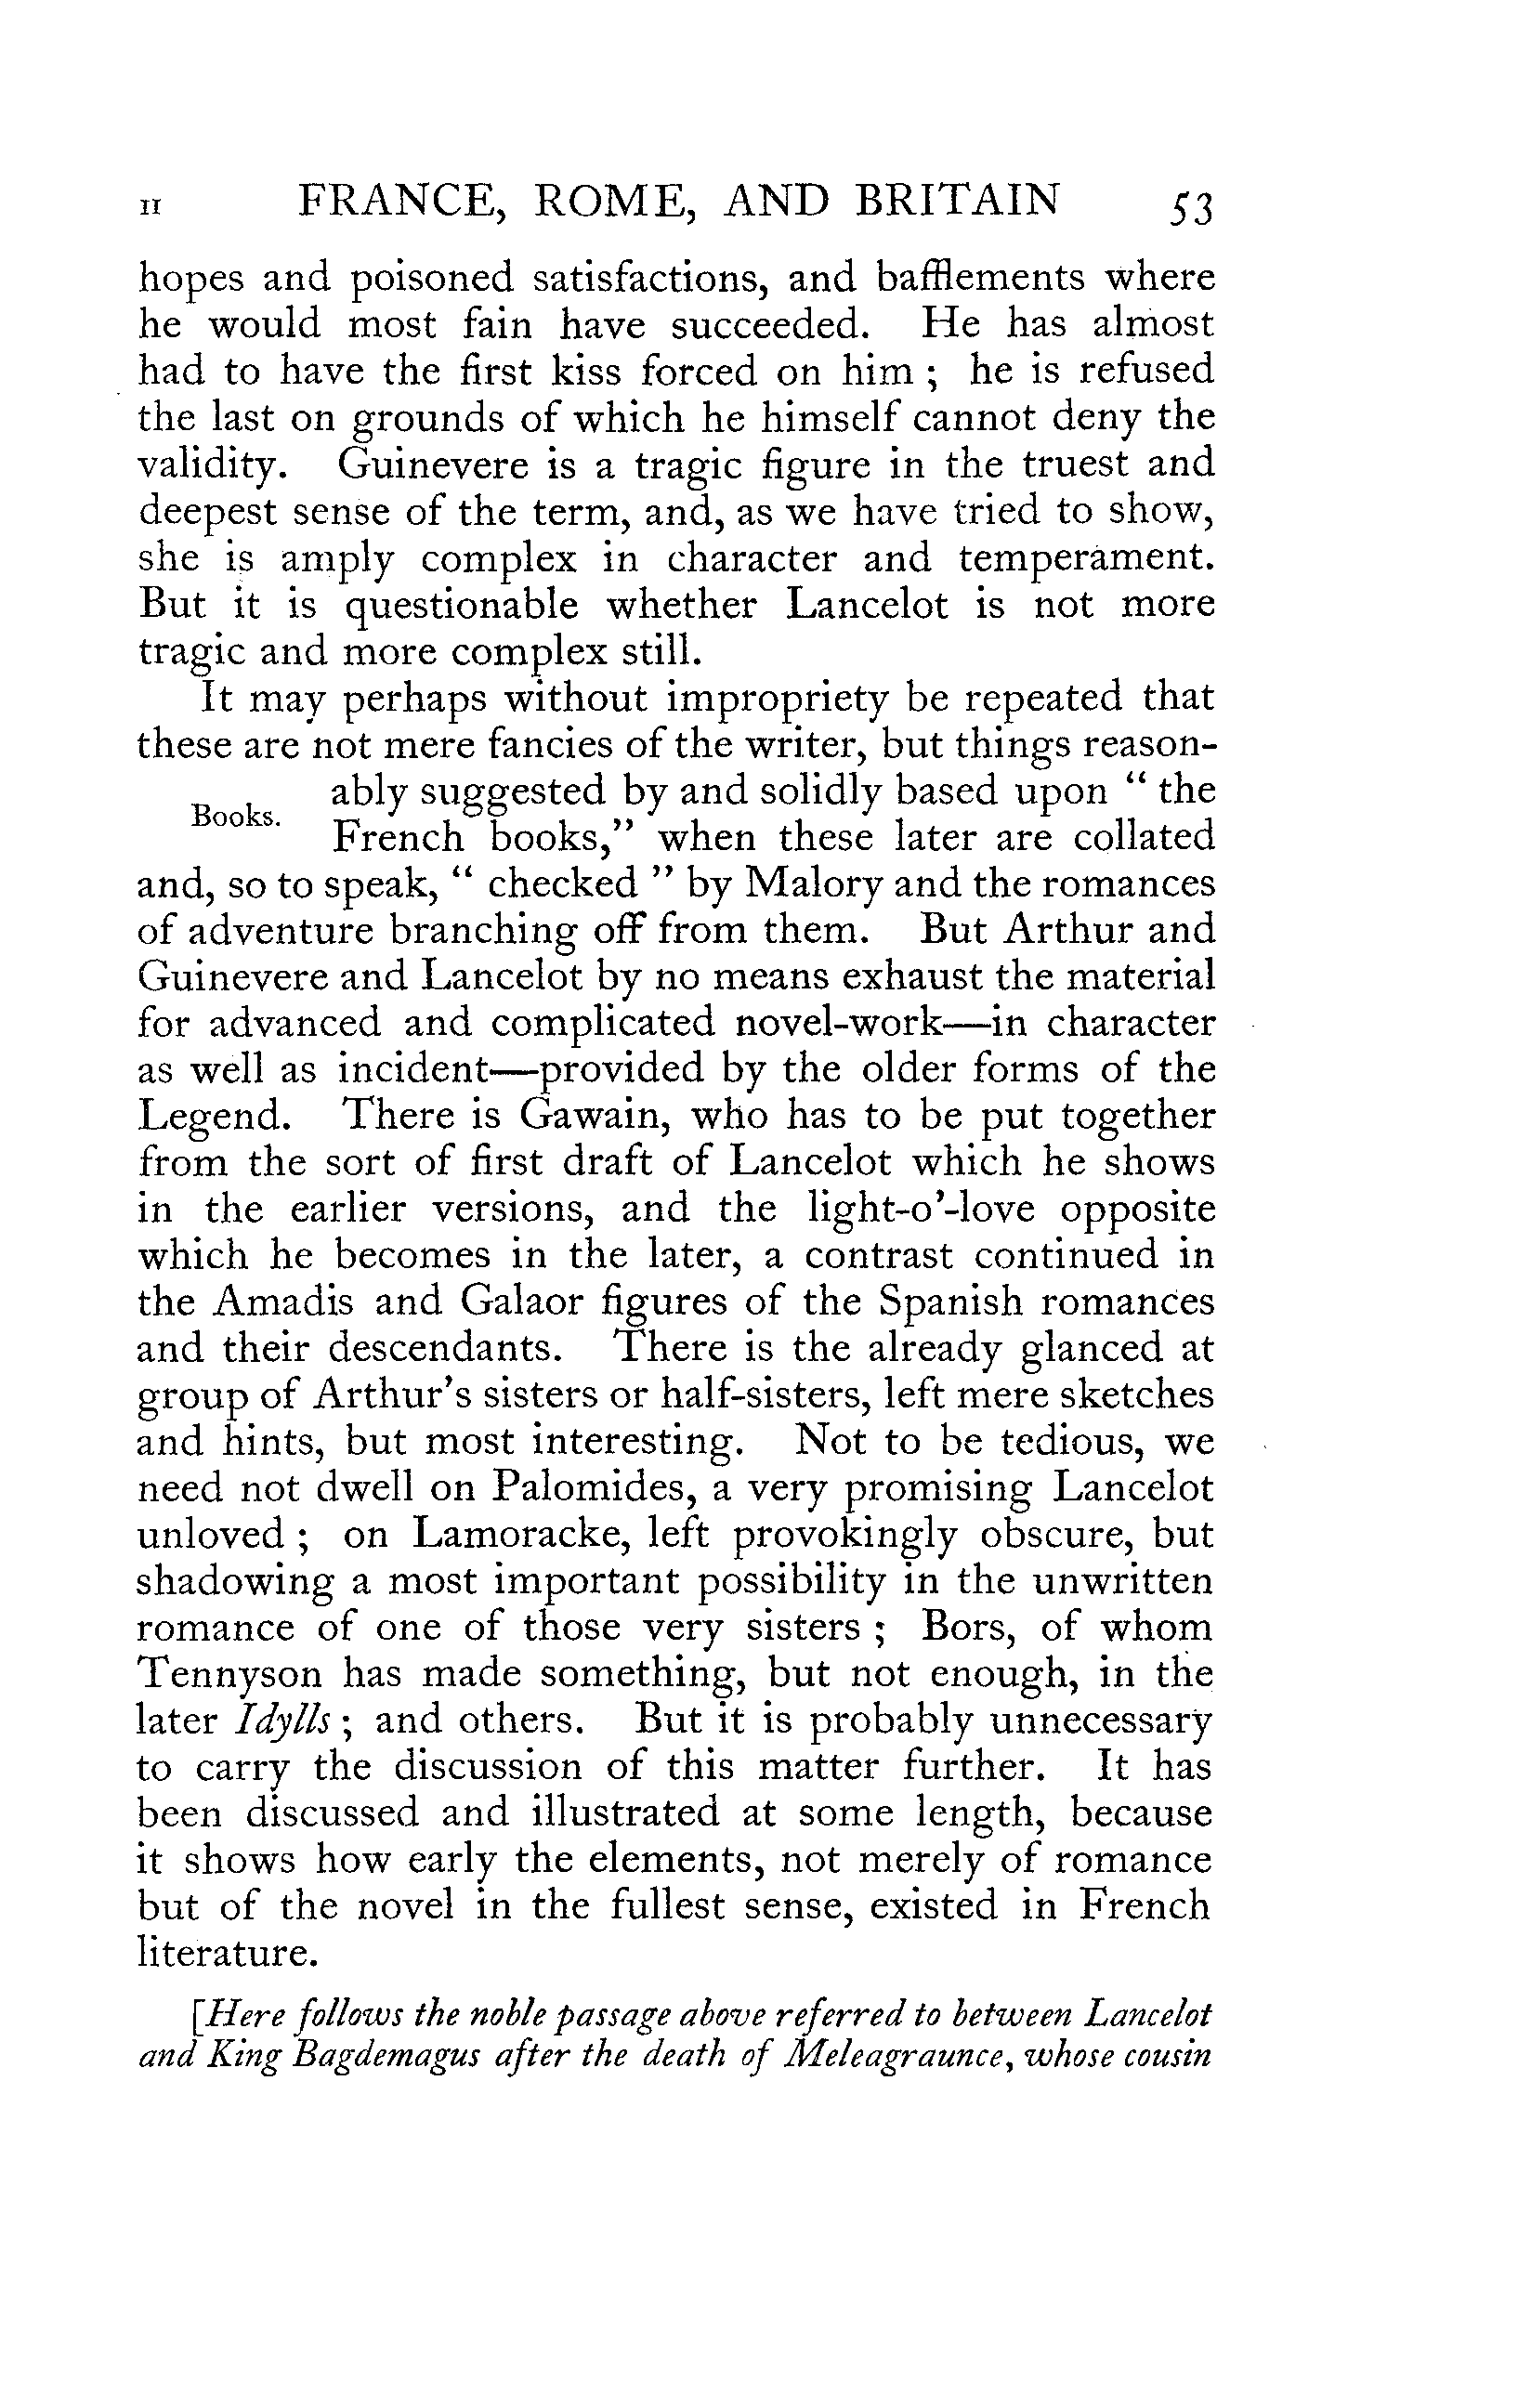 II FRANCE, ROME, AND BRITAIN 53
hopes and poisoned satisfactions, and bafflements where
he would most fain have succeeded. He has almost
had to have the first kiss forced on him ; he is refused
the last on grounds of which he himself cannot deny the
validity. Guinevere is a tragic figure in the truest and
deepest sense of the term, and, as we have tried to show,
she is amply complex in character and temperament.
But it is questionable whether Lancelot is not more
tragic and more complex still.
It may perhaps without impropriety be repeated that
these are not mere fancies of the writer, but things reason-
Books.
ably suggested by and solidly based upon “ the
French books,” when these later are collated
and, so to speak, “ checked ” by Malory and the romances
of adventure branching off from them. But Arthur and
Guinevere and Lancelot by no means exhaust the material
for advanced and complicated novel-work—in character
as well as incident—provided by the older forms of the
Legend. There is Gawain, who has to be put together
from the sort of first draft of Lancelot which he shows
in the earlier versions, and the light-o’-love opposite
which he becomes in the later, a contrast continued in
the Amadis and Galaor figures of the Spanish romances
and their descendants. There is the already glanced at
group of Arthur’s sisters or half-sisters, left mere sketches
and hints, but most interesting. Not to be tedious, we
need not dwell on Palomides, a very promising Lancelot
unloved ; on Lamoracke, left provokingly obscure, but
shadowing a most important possibility in the unwritten
romance of one of those very sisters ; Bors, of whom
Tennyson has made something, but not enough, in the
later Idylls ; and others. But it is probably unnecessary
to carry the discussion of this matter further. It has
been discussed and illustrated at some length, because
it shows how early the elements, not merely of romance
but of the novel in the fullest sense, existed in French
literature.
[Here follows the noble passage above referred to between Lancelot
and King Bagdemagus after the death of Meleagraunce, whose cousin